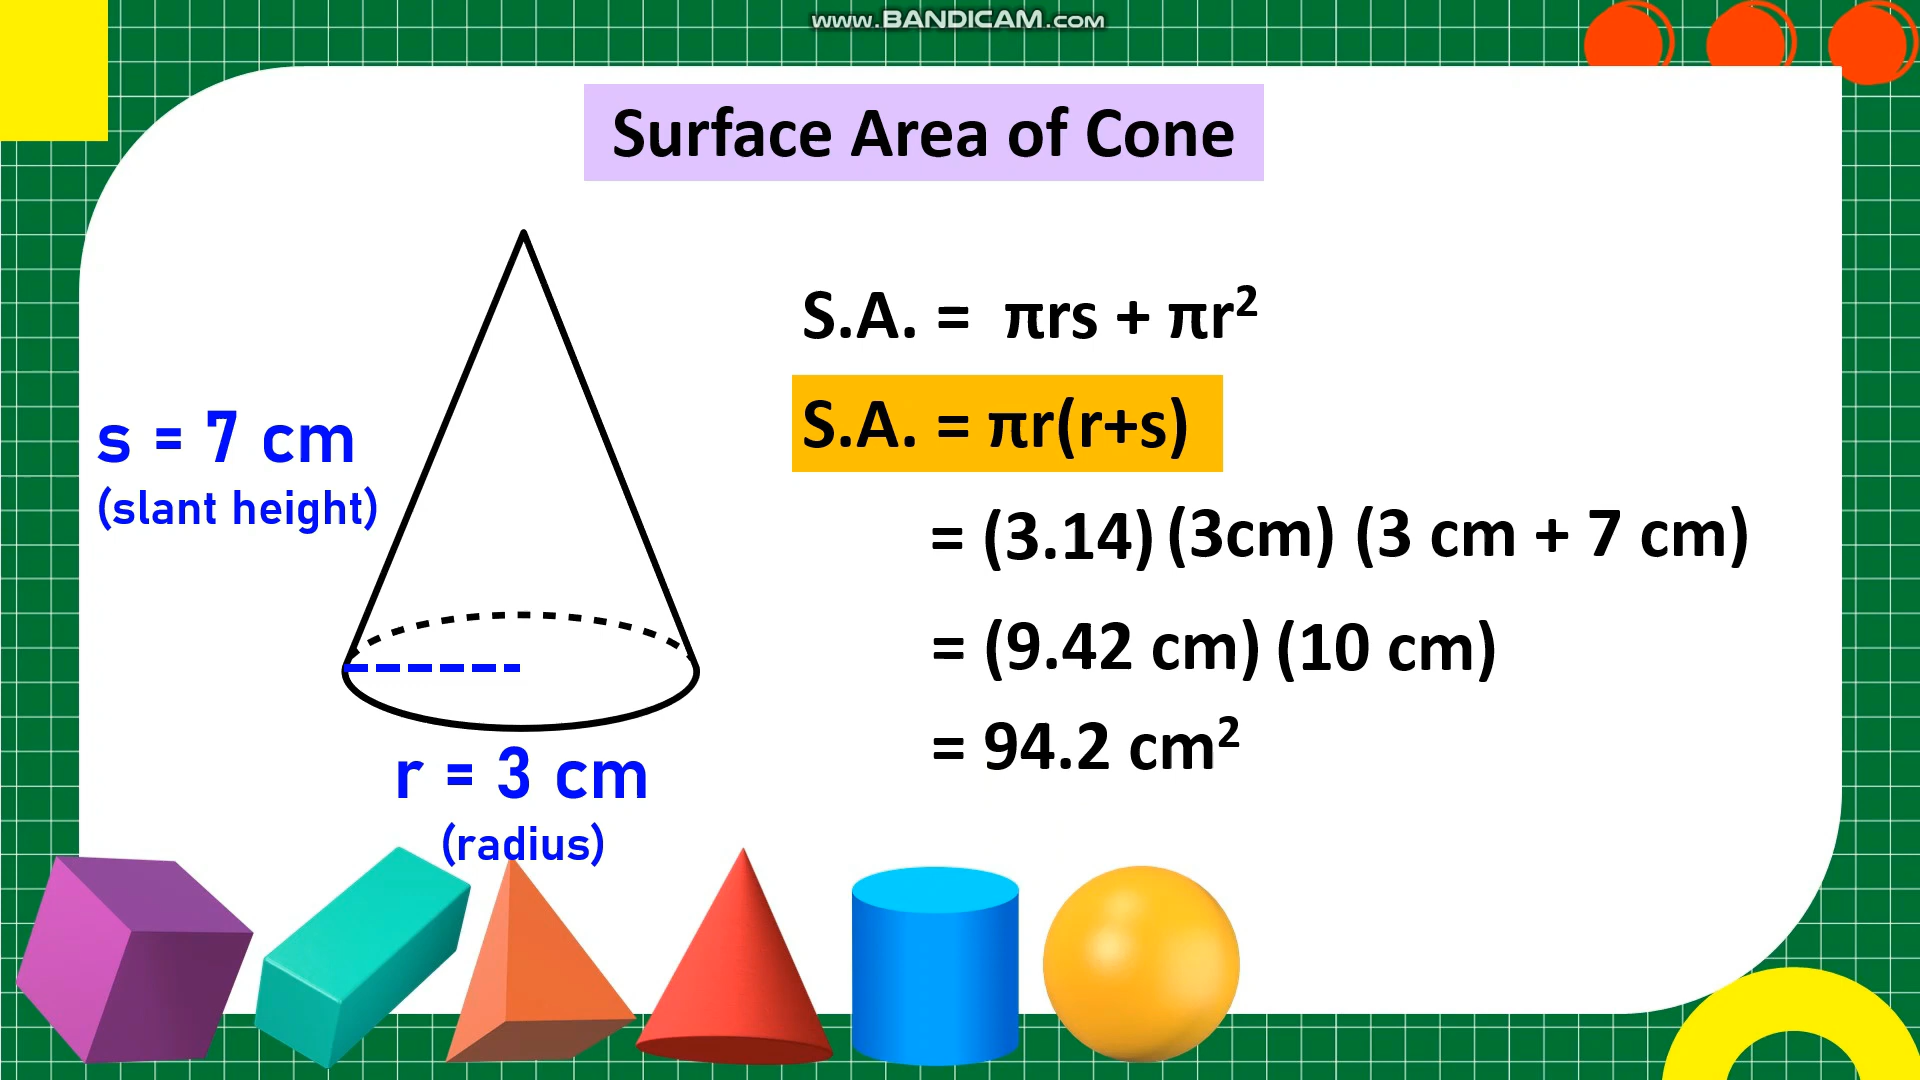 www.BANDICAM.com
Surface Area of Cone
S.A. = πrs + πr²
S.A. = πr(r+s)
s = 7 cm
(slant height)
= (3.14) (3cm) (3 cm + 7 cm)
= (9.42 cm) (10 cm)
= 94.2 cm²
r = 3 cm
(radius)